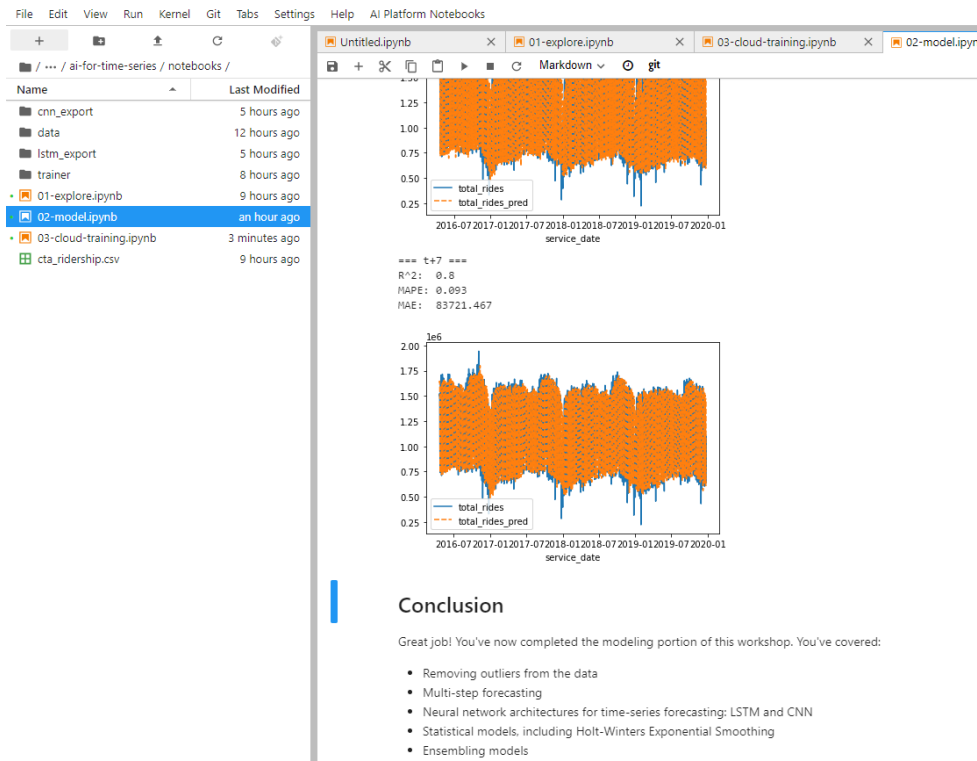 File Edit View Run Kernel Git Tabs Settings Help AI Platform Notebooks
/ ··· / ai-for-time-series / notebooks /
Name Last Modified
cnn_export 5 hours ago
data 12 hours ago
lstm_export 5 hours ago
trainer 8 hours ago
01-explore.ipynb 9 hours ago
02-model.ipynb an hour ago
03-cloud-training.ipynb 3 minutes ago
cta_ridership.csv 9 hours ago
Untitled.ipynb 01-explore.ipynb 03-cloud-training.ipynb 02-model.ipyn
Markdown git
1.50
1.25
1.00
0.75
0.50
0.25
total_rides
total_rides_pred
2016-07 2017-01 2017-07 2018-01 2018-07 2019-01 2019-07 2020-01
service_date
=== t+7 ===
R^2: 0.8
MAPE: 0.093
MAE: 83721.467
1e6
2.00
1.75
1.50
1.25
1.00
0.75
0.50
0.25
total_rides
total_rides_pred
2016-07 2017-01 2017-07 2018-01 2018-07 2019-01 2019-07 2020-01
service_date
Conclusion
Great job! You've now completed the modeling portion of this workshop. You've covered:
• Removing outliers from the data
• Multi-step forecasting
• Neural network architectures for time-series forecasting: LSTM and CNN
• Statistical models, including Holt-Winters Exponential Smoothing
• Ensembling models